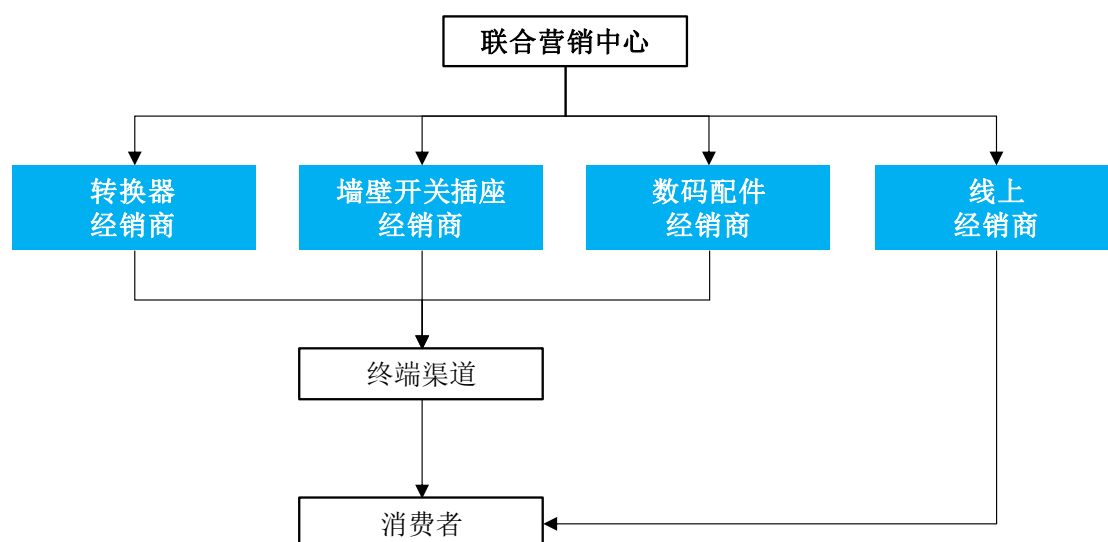 联合营销中心
转换器
经销商
墙壁开关插座
经销商
数码配件
经销商
线上
经销商
终端渠道
消费者